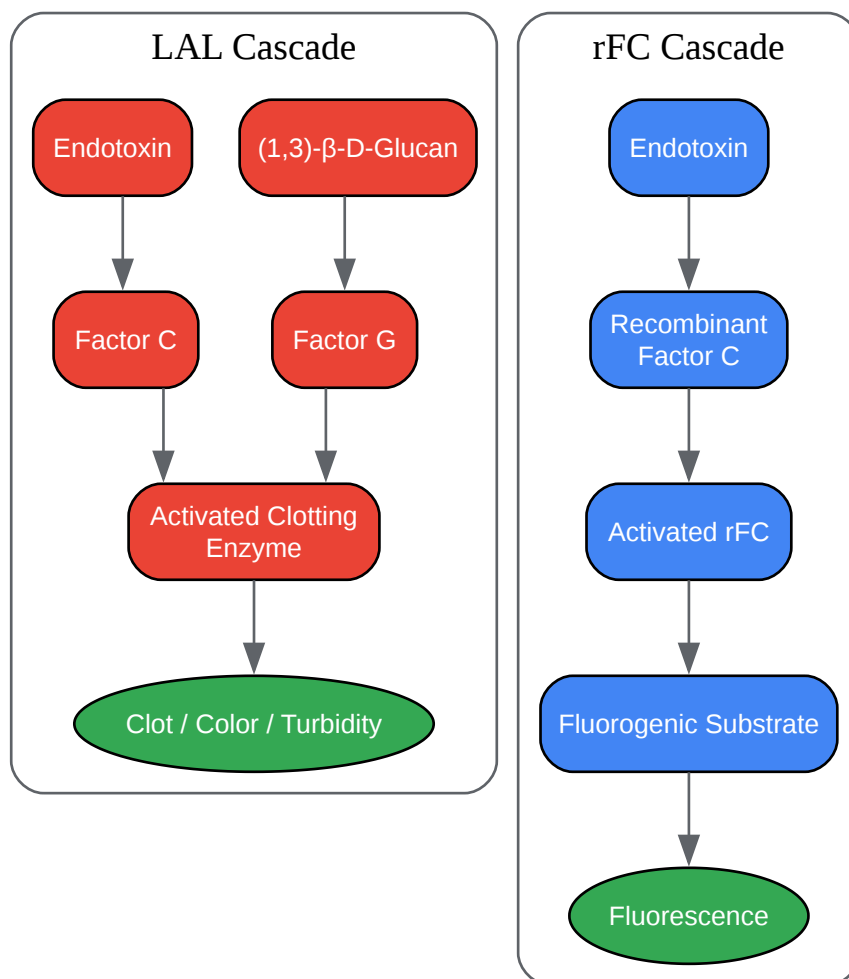 LAL Cascade
Endotoxin
(1,3)-β-D-Glucan
Factor C
Factor G
Activated Clotting
Enzyme
Clot / Color / Turbidity
rFC Cascade
Endotoxin
Recombinant
Factor C
Activated rFC
Fluorogenic Substrate
Fluorescence